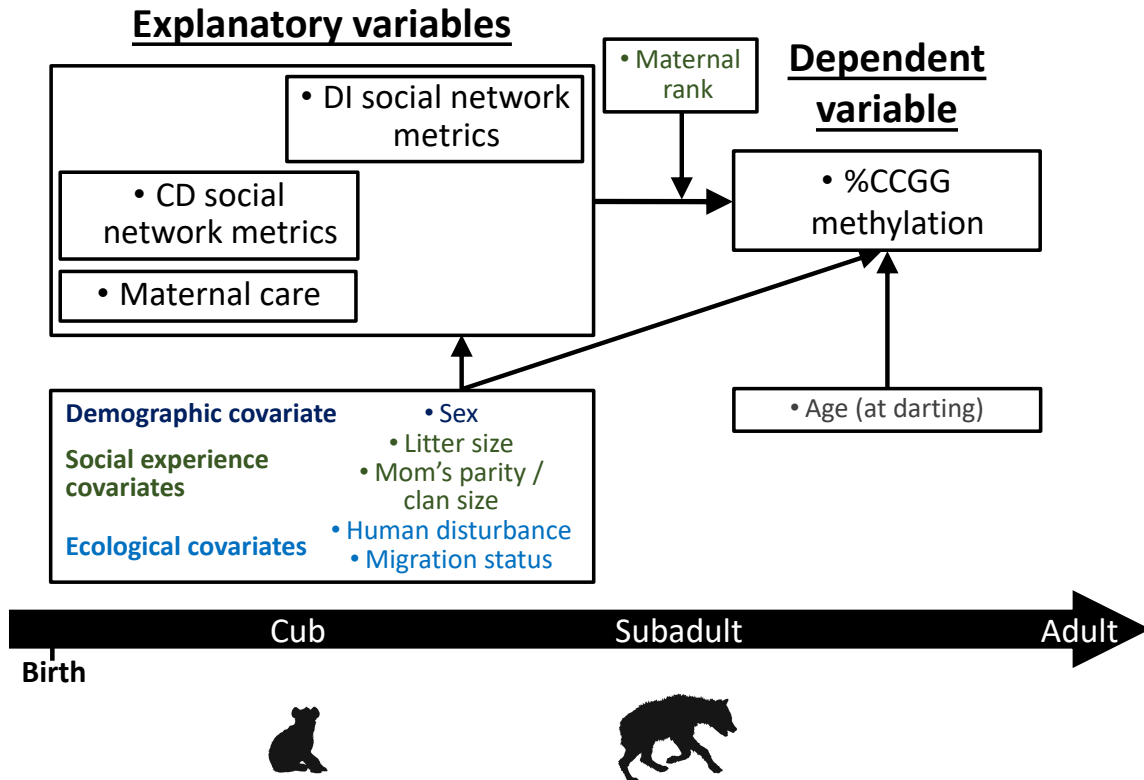 Explanatory variables
• DI social network
metrics
• CD social
network metrics
• Maternal care
• Maternal
rank
Dependent
variable
• %CCGG
methylation
• Age (at darting)
Demographic covariate • Sex
Social experience
covariates
• Litter size
• Mom’s parity /
clan size
Ecological covariates
• Human disturbance
• Migration status
Cub Subadult Adult
Birth